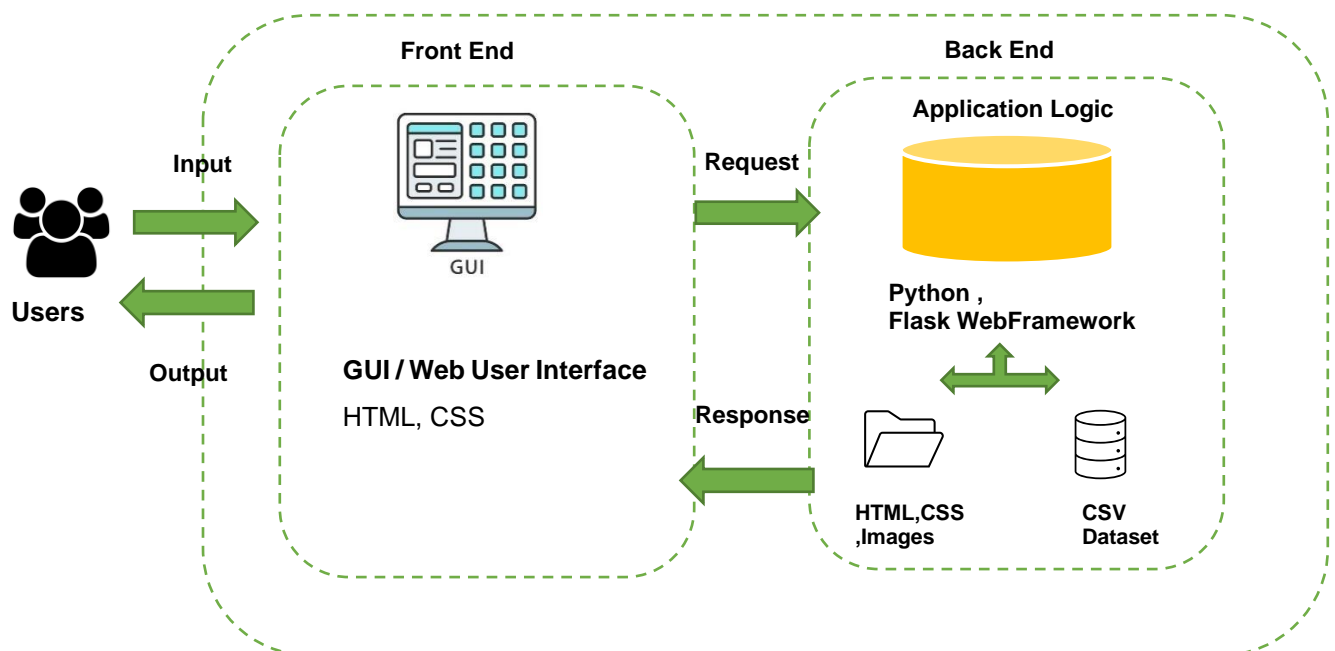 Front End
Back End
Application Logic
Input
Request
GUI
Users
Python ,
Flask WebFramework
Output
GUI / Web User Interface
HTML, CSS
Response
HTML,CSS
,Images
CSV
Dataset